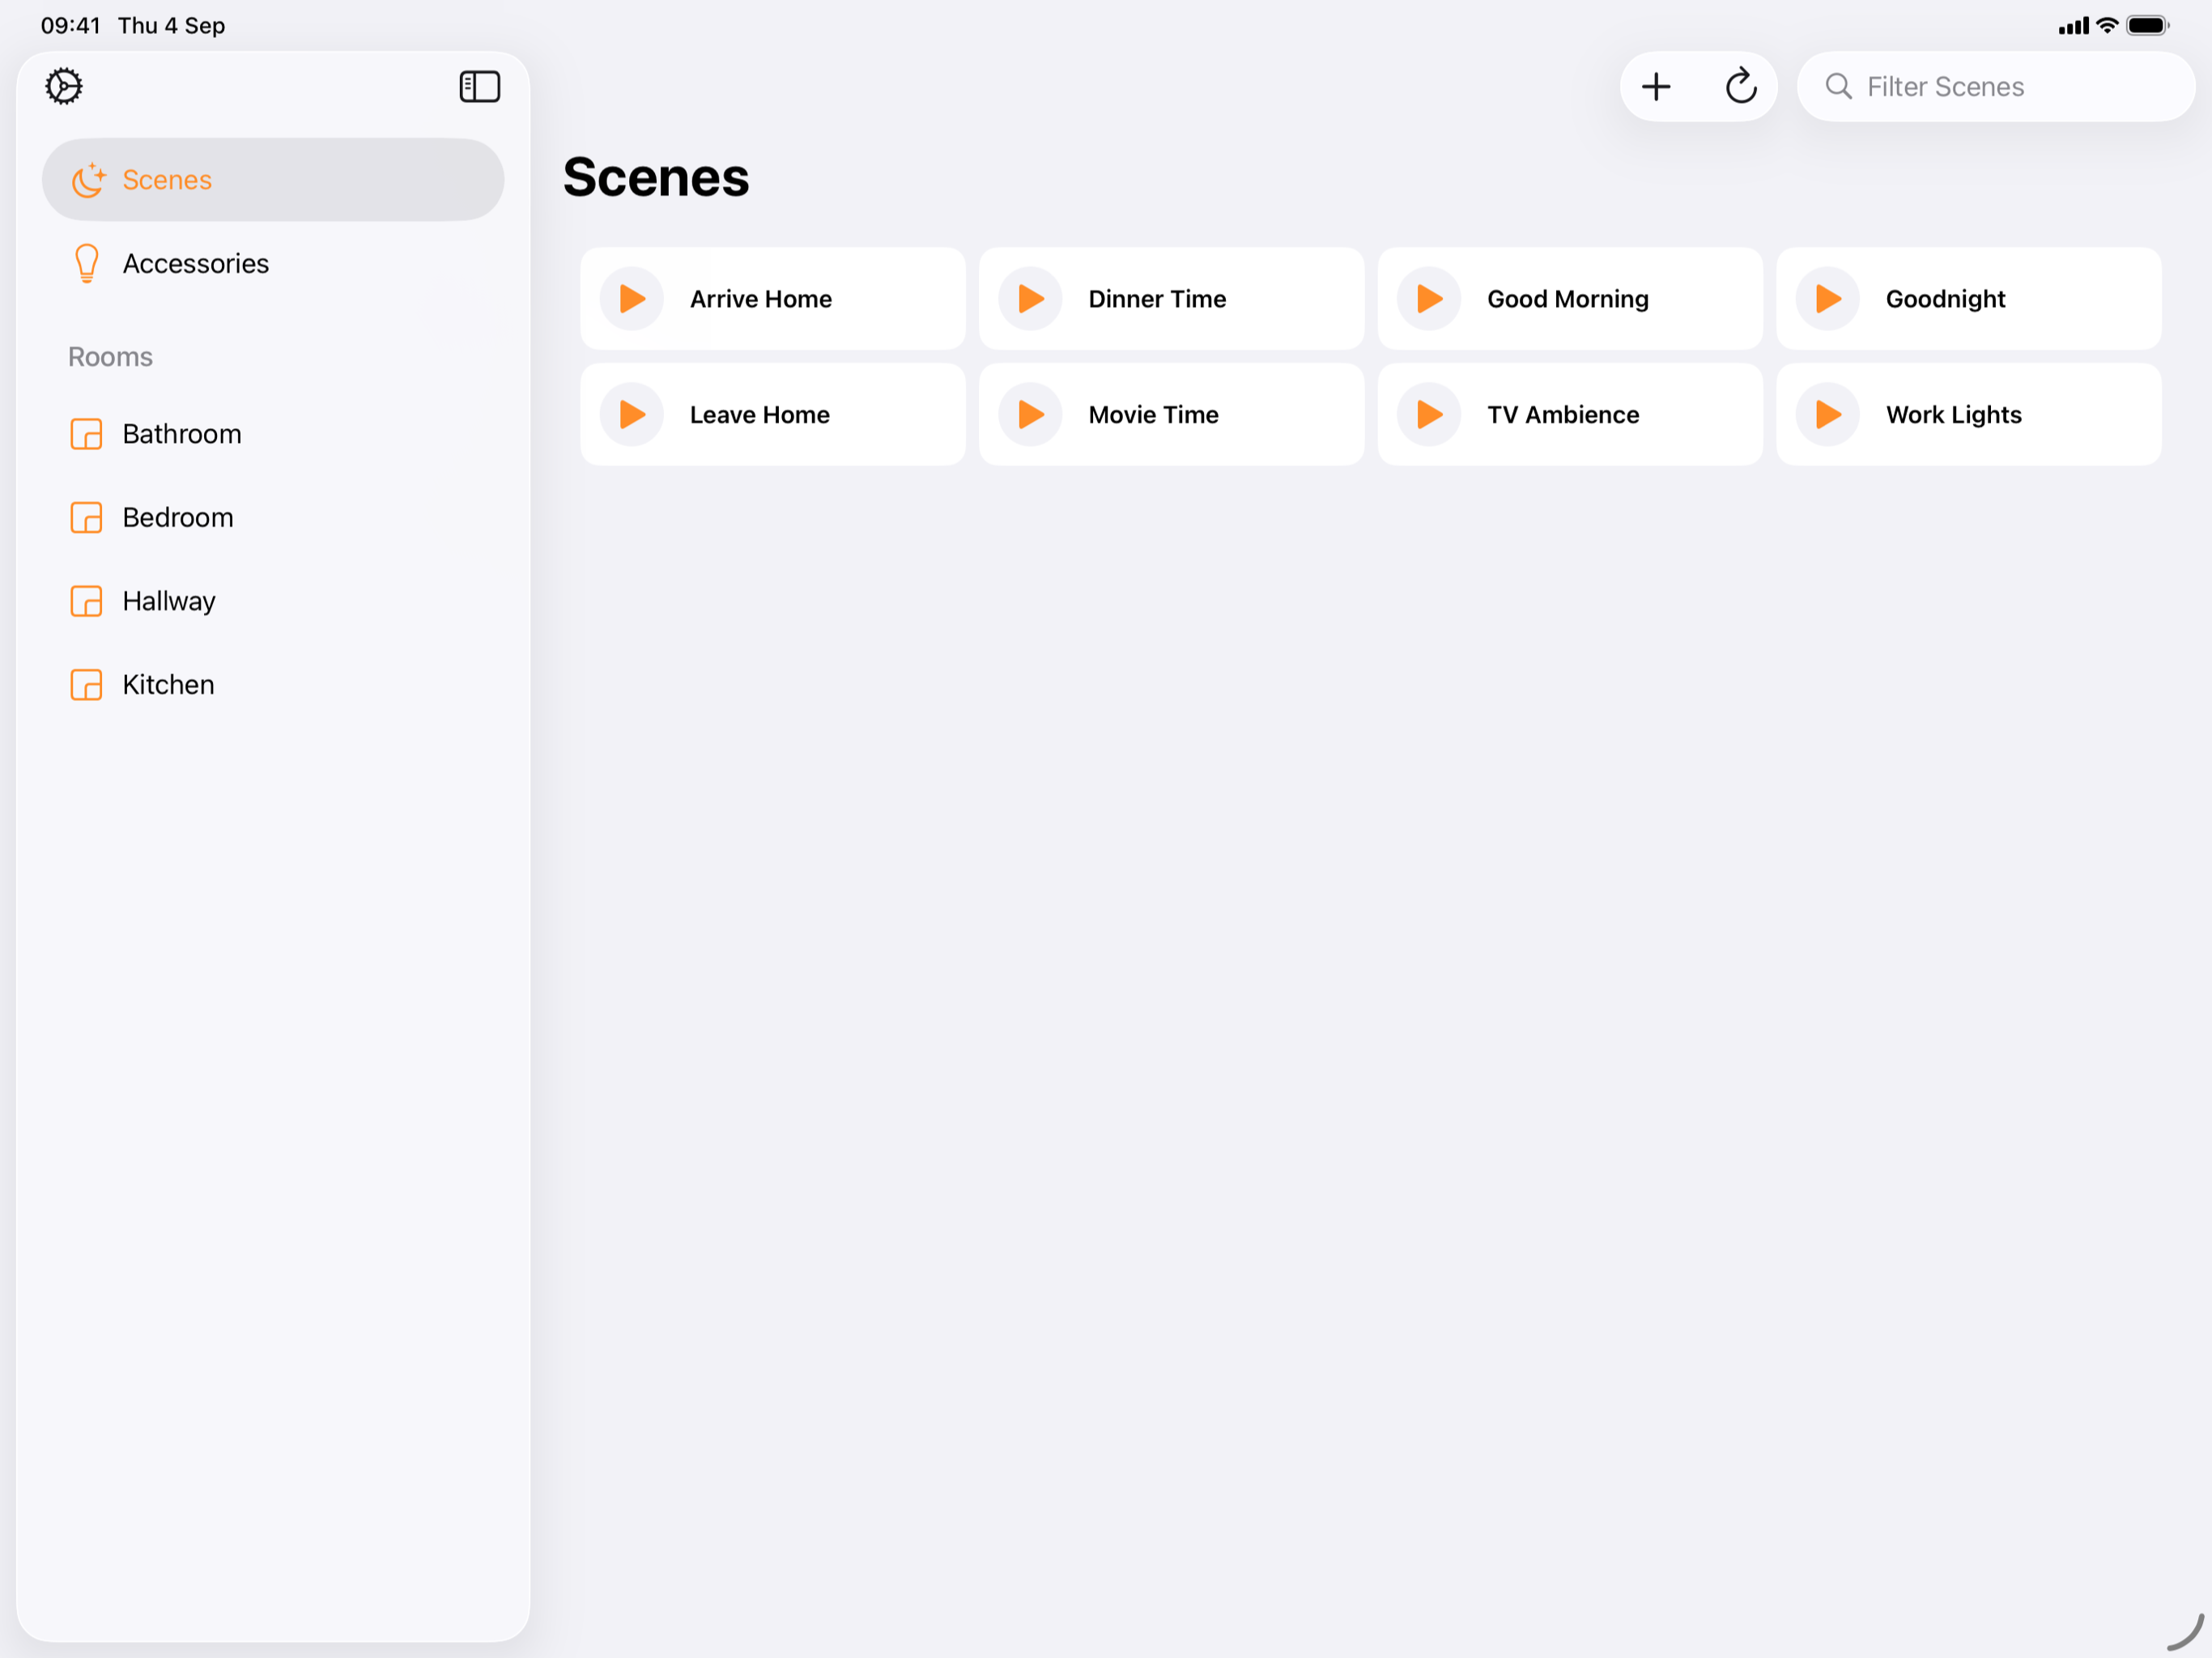 09:41 Thu 4 Sep
Filter Scenes
Scenes
Accessories
Rooms
Bathroom
Bedroom
Hallway
Kitchen
Scenes
Arrive Home
Dinner Time
Good Morning
Goodnight
Leave Home
Movie Time
TV Ambience
Work Lights